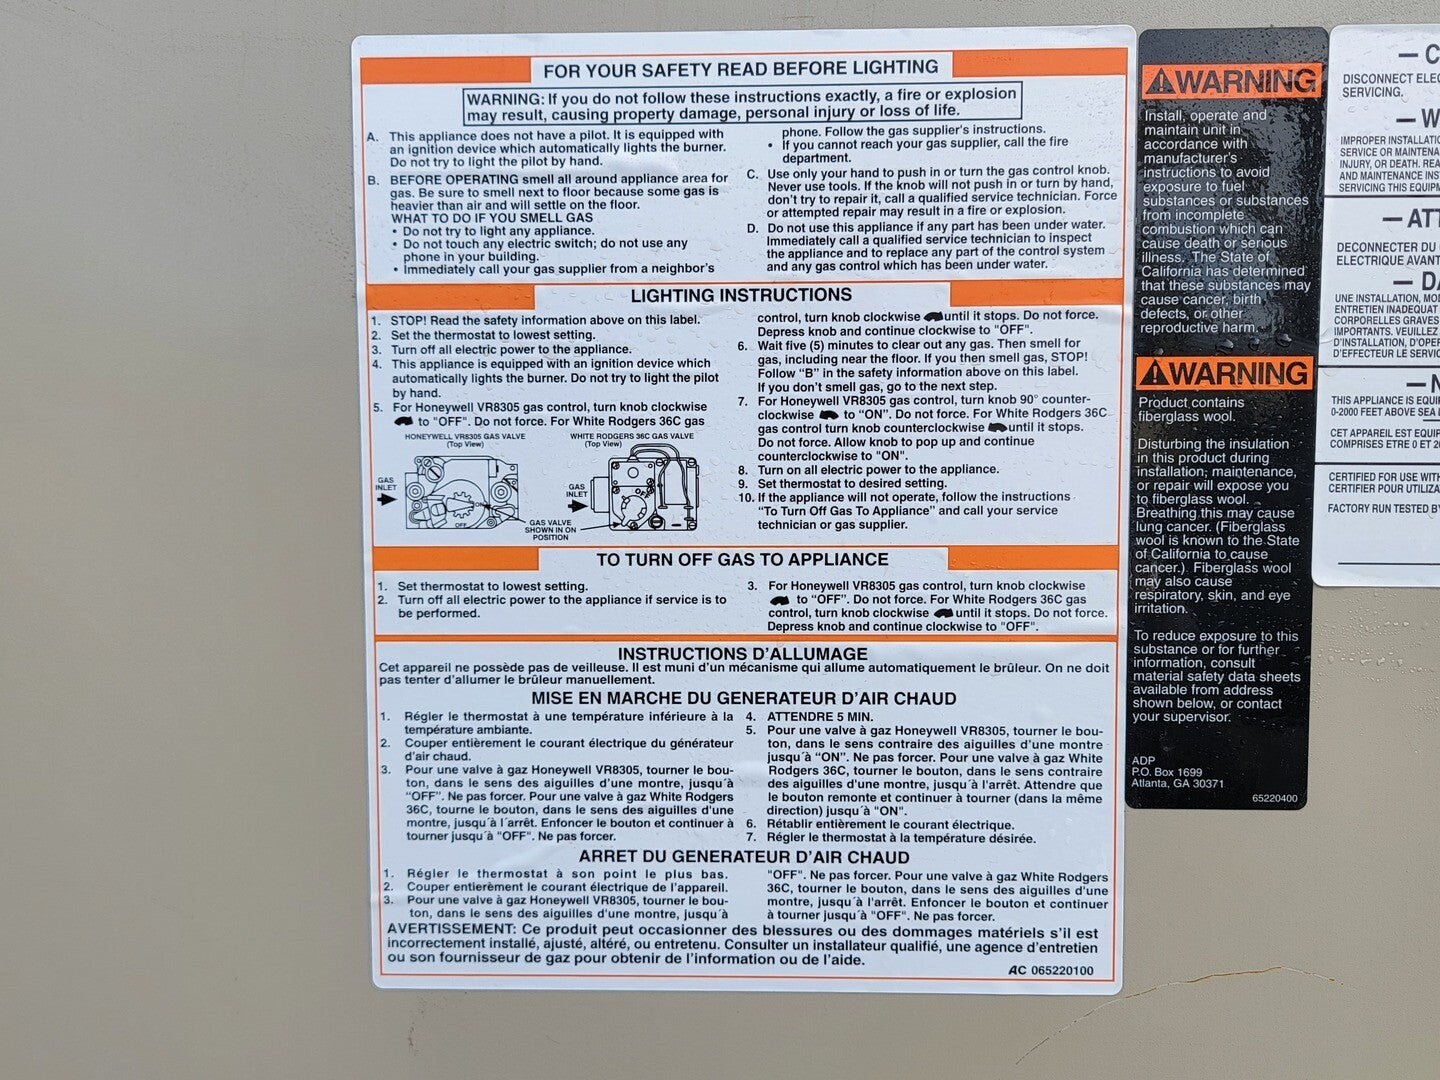 FOR YOUR SAFETY READ BEFORE LIGHTING
WARNING: If you do not follow these instructions exactly, a fire or explosion
may result, causing property damage, personal injury or loss of life.
A. This appliance does not have a pilot. It is equipped with
an ignition device which automatically lights the burner.
Do not try to light the pilot by hand.
B. BEFORE OPERATING smell all around appliance area for
gas. Be sure to smell next to floor because some gas is
heavier than air and will settle on the floor.
WHAT TO DO IF YOU SMELL GAS
• Do not try to light any appliance.
• Do not touch any electric switch; do not use any
phone in your building.
• Immediately call your gas supplier from a neighbor's
phone. Follow the gas supplier's instructions.
• If you cannot reach your gas supplier, call the fire
department.
C. Use only your hand to push in or turn the gas control knob.
Never use tools. If the knob will not push in or turn by hand,
don't try to repair it, call a qualified service technician. Force
or attempted repair may result in a fire or explosion.
D. Do not use this appliance if any part has been under water.
Immediately call a qualified service technician to inspect
the appliance and to replace any part of the control system
and any gas control which has been under water.
LIGHTING INSTRUCTIONS
1. STOP! Read the safety information above on this label.
2. Set the thermostat to lowest setting.
3. Turn off all electric power to the appliance.
4. This appliance is equipped with an ignition device which
automatically lights the burner. Do not try to light the pilot
by hand.
5. For Honeywell VR8305 gas control, turn knob clockwise
to "OFF". Do not force. For White Rodgers 36C gas
HONEYWELL VR8305 GAS VALVE
(Top View)
WHITE RODGERS 36C GAS VALVE
(Top View)
GAS
INLET
ON
OFF
GAS
INLET
OFF
GAS VALVE
SHOWN IN ON
POSITION
control, turn knob clockwise until it stops. Do not force.
Depress knob and continue clockwise to "OFF".
6. Wait five (5) minutes to clear out any gas. Then smell for
gas, including near the floor. If you then smell gas, STOP!
Follow "B" in the safety information above on this label.
If you don't smell gas, go to the next step.
7. For Honeywell VR8305 gas control, turn knob 90° counter-
clockwise to "ON". Do not force. For White Rodgers 36C
gas control turn knob counterclockwise until it stops.
Do not force. Allow knob to pop up and continue
counterclockwise to "ON".
8. Turn on all electric power to the appliance.
9. Set thermostat to desired setting.
10. If the appliance will not operate, follow the instructions
"To Turn Off Gas To Appliance" and call your service
technician or gas supplier.
TO TURN OFF GAS TO APPLIANCE
1. Set thermostat to lowest setting.
2. Turn off all electric power to the appliance if service is to
be performed.
3. For Honeywell VR8305 gas control, turn knob clockwise
to "OFF". Do not force. For White Rodgers 36C gas
control, turn knob clockwise until it stops. Do not force.
Depress knob and continue clockwise to "OFF".
INSTRUCTIONS D'ALLUMAGE
Cet appareil ne possède pas de veilleuse. Il est muni d'un mécanisme qui allume automatiquement le brûleur. On ne doit
pas tenter d'allumer le brûleur manuellement.
MISE EN MARCHE DU GENERATEUR D'AIR CHAUD
1. Régler le thermostat à une température inférieure à la
température ambiante.
2. Couper entièrement le courant électrique du générateur
d'air chaud.
3. Pour une valve à gaz Honeywell VR8305, tourner le bou-
ton, dans le sens des aiguilles d'une montre, jusqu'à
"OFF". Ne pas forcer. Pour une valve à gaz White Rodgers
36C, tourne le bouton, dans le sens des aiguilles d'une
montre, jusqu'à l'arrêt. Enfoncer le bouton et continuer à
tourner jusqu'à "OFF". Ne pas forcer.
4. ATTENDRE 5 MIN.
5. Pour une valve à gaz Honeywell VR8305, tourner le bou-
ton, dans le sens contraire des aiguilles d'une montre
jusqu'à "ON". Ne pas forcer. Pour une valve à gaz White
Rodgers 36C, tourner le bouton, dans le sens contraire
des aiguilles d'une montre, jusqu'à l'arrêt. Attendre que
le bouton remonte et continuer à tourner (dans la même
direction) jusqu'à "ON".
6. Rétablir entièrement le courant électrique.
7. Régler le thermostat à la température désirée.
ARRET DU GENERATEUR D'AIR CHAUD
1. Régler le thermostat à son point le plus bas.
2. Couper entierèment le courant électrique de l'appareil.
3. Pour une valve à gaz Honeywell VR8305, tourner le bou-
ton, dans le sens des aiguilles d'une montre, jusqu'à
"OFF". Ne pas forcer. Pour une valve à gaz White Rodgers
36C, tourner le bouton, dans le sens des aiguilles d'une
montre, jusqu'à l'arrêt. Enfoncer le bouton et continuer
à tourner jusqu'à "OFF". Ne pas forcer.
AVERTISSEMENT: Ce produit peut occasionner des blessures ou des dommages matériels s'il est
incorrectement installé, ajusté, altéré, ou entretenu. Consulter un installateur qualifié, une agence d'entretien
ou son fournisseur de gaz pour obtenir de l'information ou de l'aide.
AC 065220100
WARNING
Install, operate and
maintain unit in
accordance with
manufacturer's
instructions to avoid
exposure to fuel
substances or substances
from incomplete
combustion which can
cause death or serious
illness. The State of
California has determined
that these substances may
cause cancer, birth
defects, or other
reproductive harm.
WARNING
Product contains
fiberglass wool.
Disturbing the insulation
in this product during
installation, maintenance,
or repair will expose you
to fiberglass wool.
Breathing this may cause
lung cancer. (Fiberglass
wool is known to the State
of California to cause
cancer.) Fiberglass wool
may also cause
respiratory, skin, and eye
irritation.
To reduce exposure to this
substance or for further
information, consult
material safety data sheets
available from address
shown below, or contact
your supervisor.
ADP
P.O. Box 1699
Atlanta, GA 30371
65220400
DISCONNECT
SERVICING.
IMPROPER
SERVICE OR
INJURY, OR DEATH.
AND MAINTENANCE
SERVICING THIS
DECONNECTER DU
ELECTRIQUE
UNE INSTALLATION,
ENTRETIEN INADEQUAT
CORPORELLES GRAVES
IMPORTANTS. VEUILLEZ
D'INSTALLATION,
D'EFFECTEUR LE
THIS APPLIANCE IS
0-2000 FEET ABOVE SEA
CET APPAREIL EST
COMPRISES ETRE 0 ET
CERTIFIED FOR USE
CERTIFIER POUR
FACTORY RUN TESTED